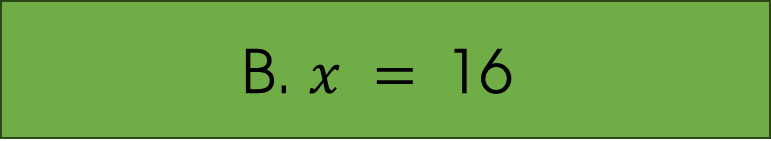 B. x = 16